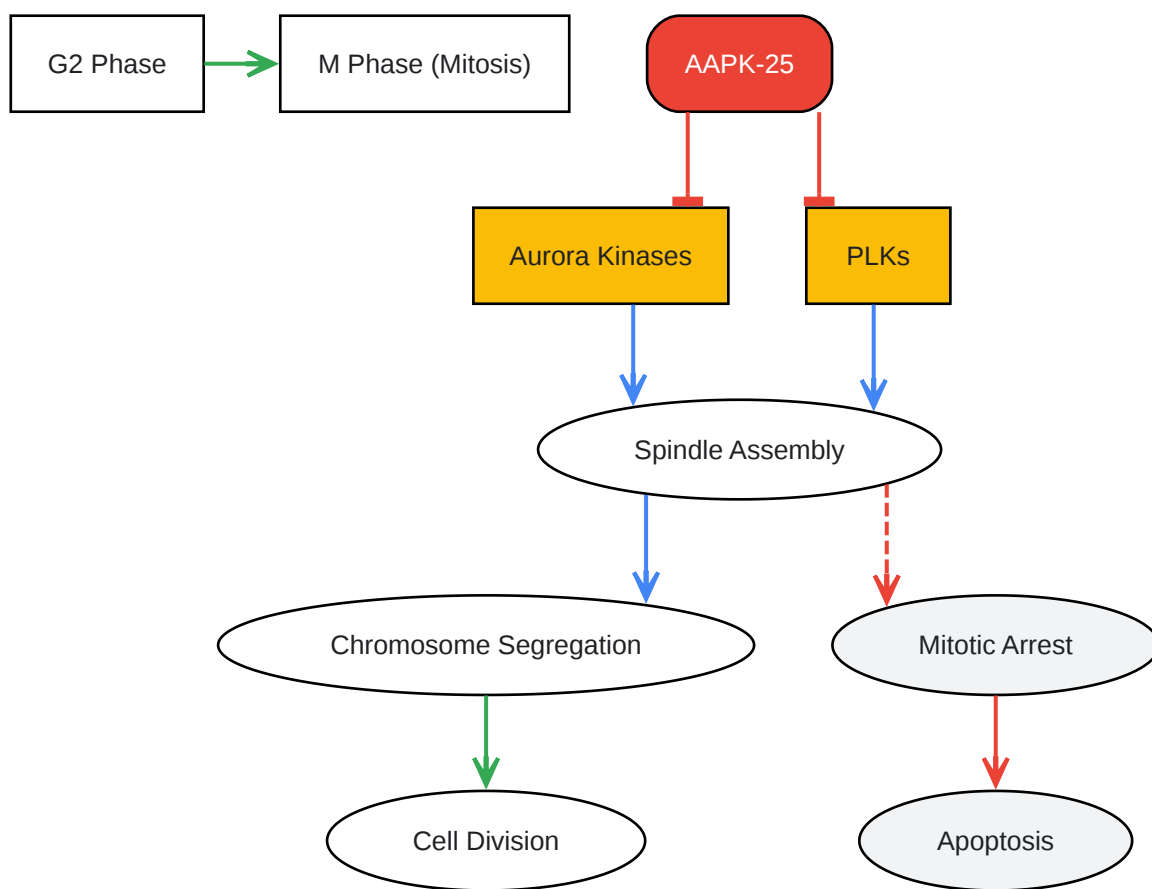 G2 Phase
M Phase (Mitosis)
AAPK-25
Aurora Kinases
PLKs
Spindle Assembly
Chromosome Segregation
Mitotic Arrest
Cell Division
Apoptosis